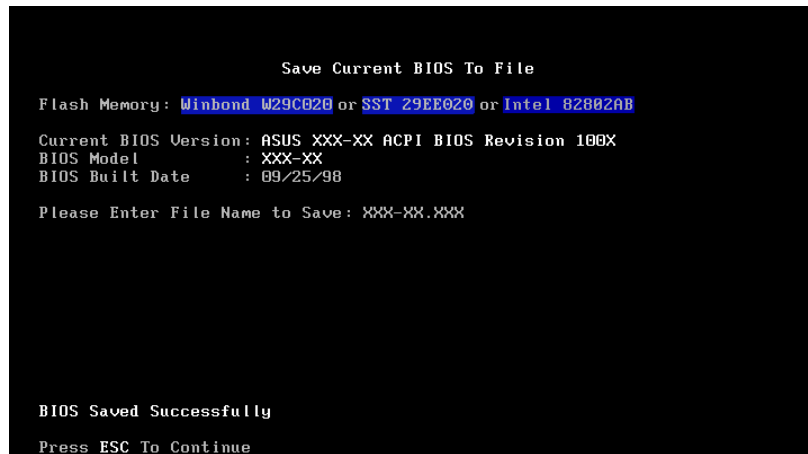 Save Current BIOS To File
Flash Memory: Winbond W29C020 or SST 29EE020 or Intel 82802AB
Current BIOS Version: ASUS XXX-XX ACPI BIOS Revision 100X
BIOS Model : XXX-XX
BIOS Built Date : 09/25/98
Please Enter File Name to Save: XXX-XX.XXX
BIOS Saved Successfully
Press ESC To Continue